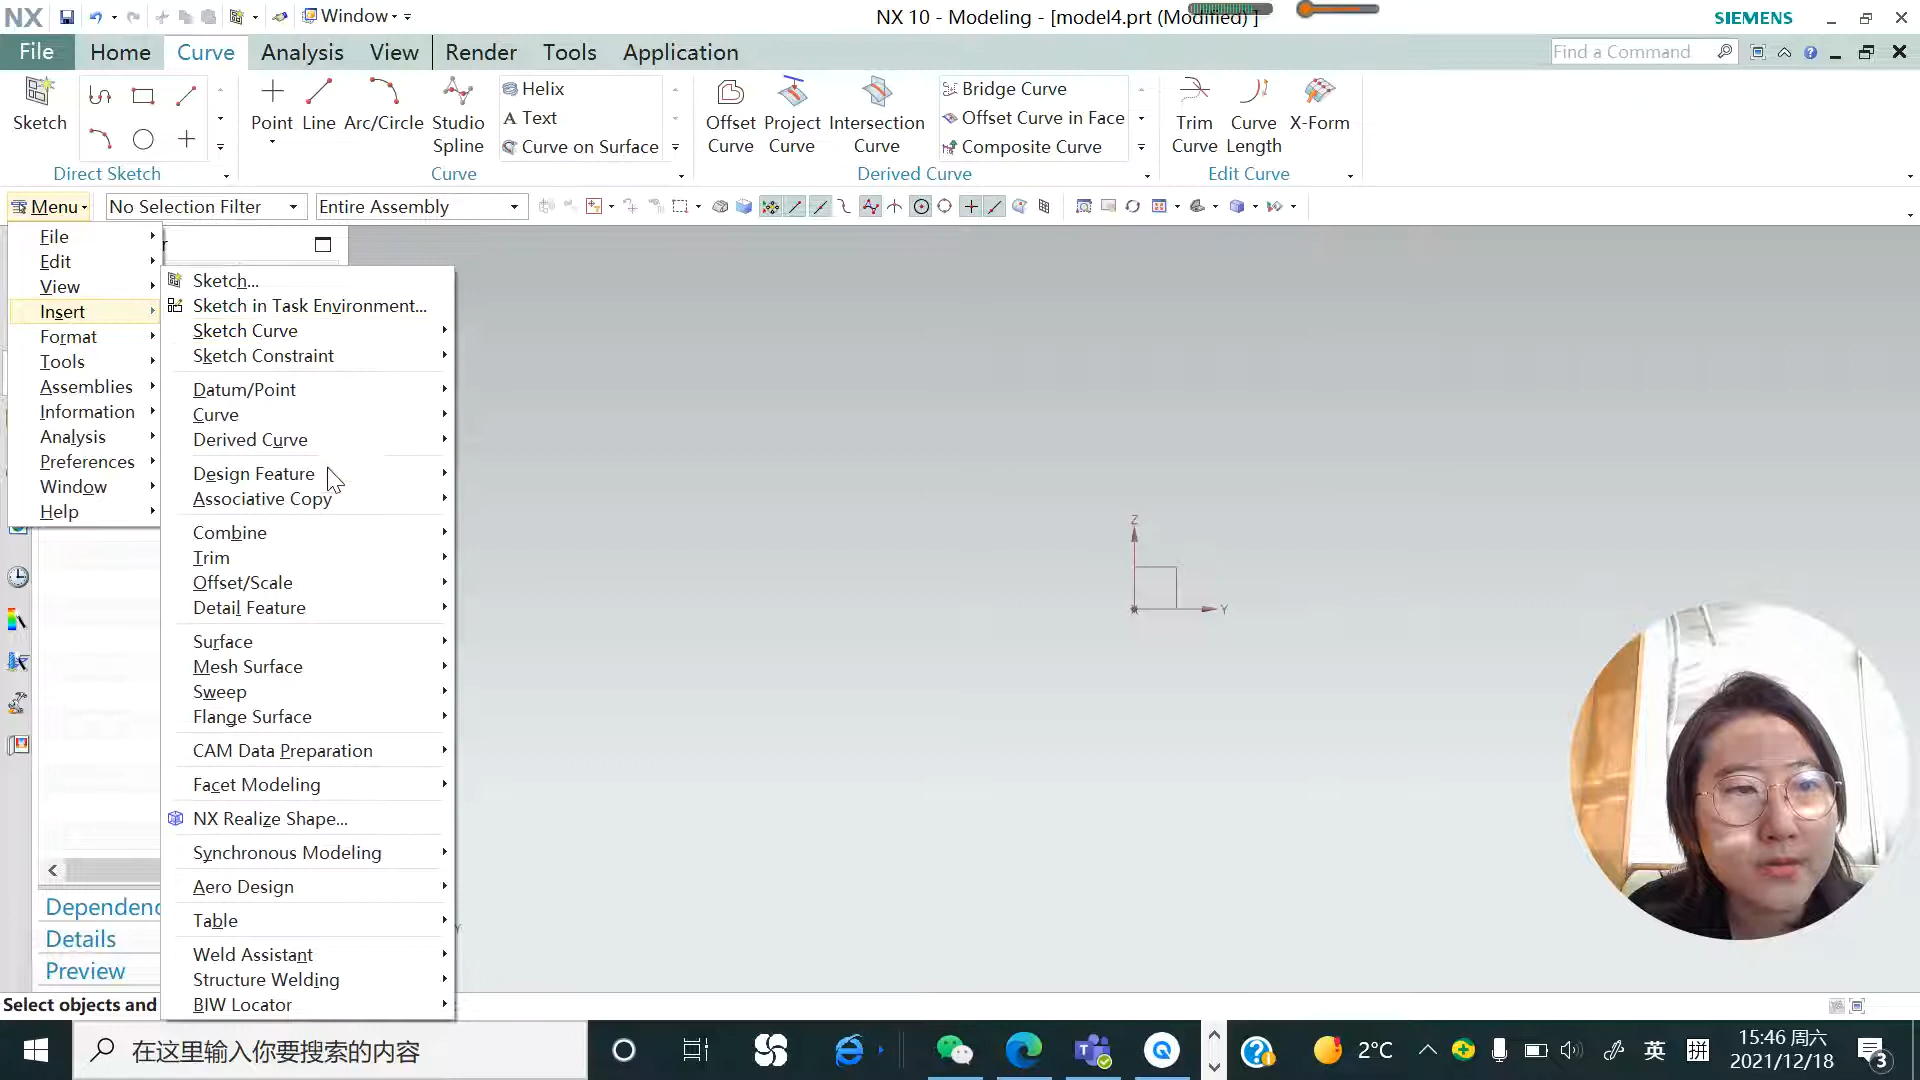 NX
Window
NX 10 - Modeling - [model4.prt (Modified) ]
SIEMENS
File
Home
Curve
Analysis
View
Render
Tools
Application
Find a Command
Sketch
Direct Sketch
Point
Line
Arc/Circle
Studio
Spline
Helix
A Text
Curve on Surface
Curve
Offset
Curve
Project
Curve
Intersection
Curve
Bridge Curve
Offset Curve in Face
Composite Curve
Derived Curve
Trim
Curve
Curve
Length
X-Form
Edit Curve
Menu
No Selection Filter
Entire Assembly
File
Edit
View
Insert
Format
Tools
Assemblies
Information
Analysis
Preferences
Window
Help
r
Sketch...
Sketch in Task Environment...
Sketch Curve
Sketch Constraint
Datum/Point
Curve
Derived Curve
Design Feature
Associative Copy
Combine
Trim
Offset/Scale
Detail Feature
Surface
Mesh Surface
Sweep
Flange Surface
CAM Data Preparation
Facet Modeling
NX Realize Shape...
Synchronous Modeling
Aero Design
Table
Weld Assistant
Structure Welding
BIW Locator
Z
Y
Dependenc
Details
Preview
Select objects and
在这里输入你要搜索的内容
2°C
英
拼
15:46 周六
2021/12/18
3